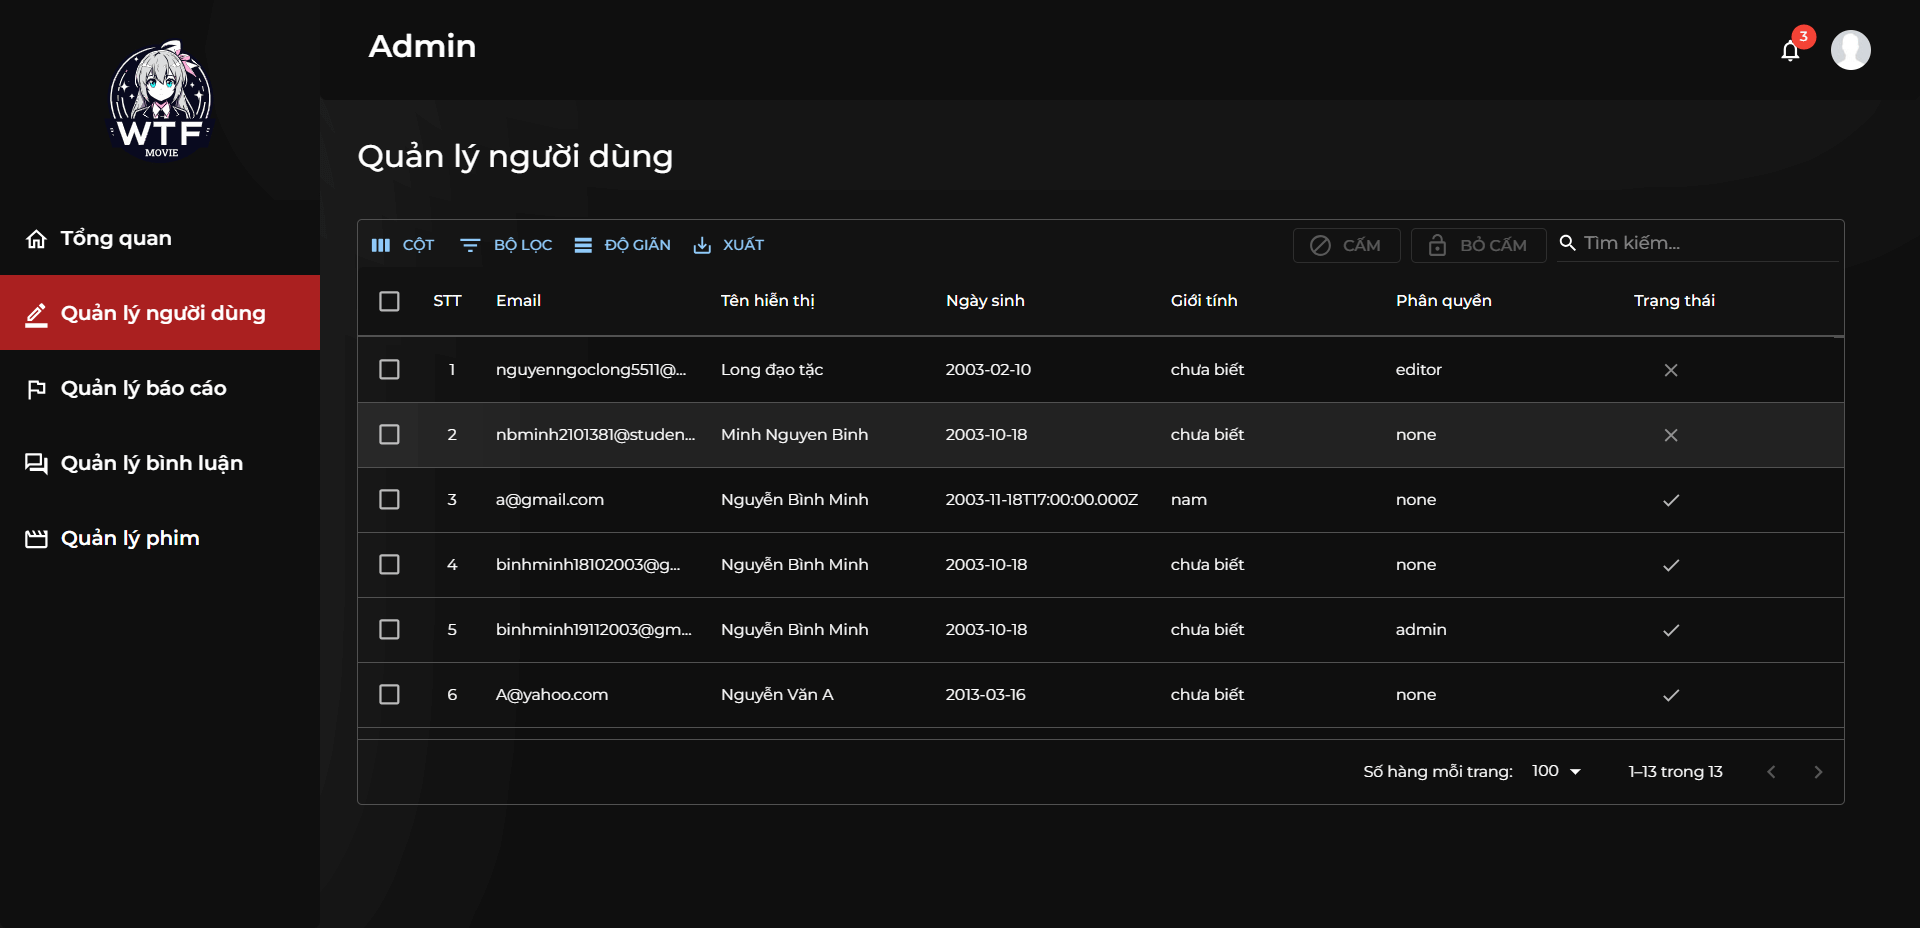 WTF
MOVIE
Admin
3
Tổng quan
Quản lý người dùng
Quản lý báo cáo
Quản lý bình luận
Quản lý phim
Quản lý người dùng
CỘT BỘ LỌC ĐỘ GIÃN XUẤT CẤM BỎ CẤM Tìm kiếm...
STT Email Tên hiển thị Ngày sinh Giới tính Phân quyền Trạng thái
1 nguyenngoclong5511@... Long đạo tặc 2003-02-10 chưa biết editor
2 nbminh2101381@studen... Minh Nguyen Binh 2003-10-18 chưa biết none
3 a@gmail.com Nguyễn Bình Minh 2003-11-18T17:00:00.000Z nam none
4 binhminh18102003@g... Nguyễn Bình Minh 2003-10-18 chưa biết none
5 binhminh19112003@gm... Nguyễn Bình Minh 2003-10-18 chưa biết admin
6 A@yahoo.com Nguyễn Văn A 2013-03-16 chưa biết none
Số hàng mỗi trang: 100 1–13 trong 13